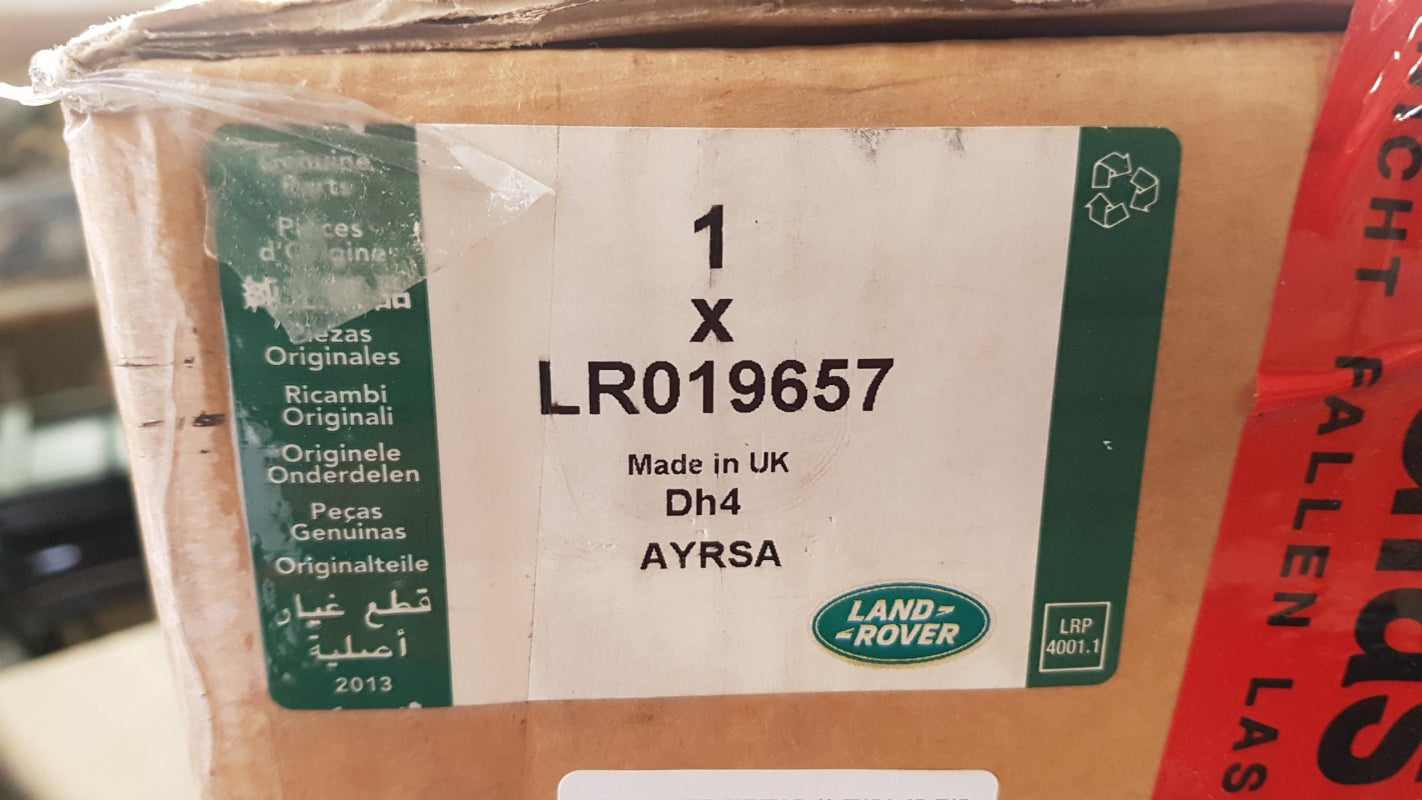 Genuine
Parts
Pièces
d'Origine
Piezas
Originales
Ricambi
Originali
Originele
Onderdelen
Peças
Genuinas
Originalteile
قطع غيار
أصلية
2013
1
x
LR019657
Made in UK
Dh4
AYRSA
LAND-
-ROVER
LRP
4001.1
NICHT FALLEN LAS
las